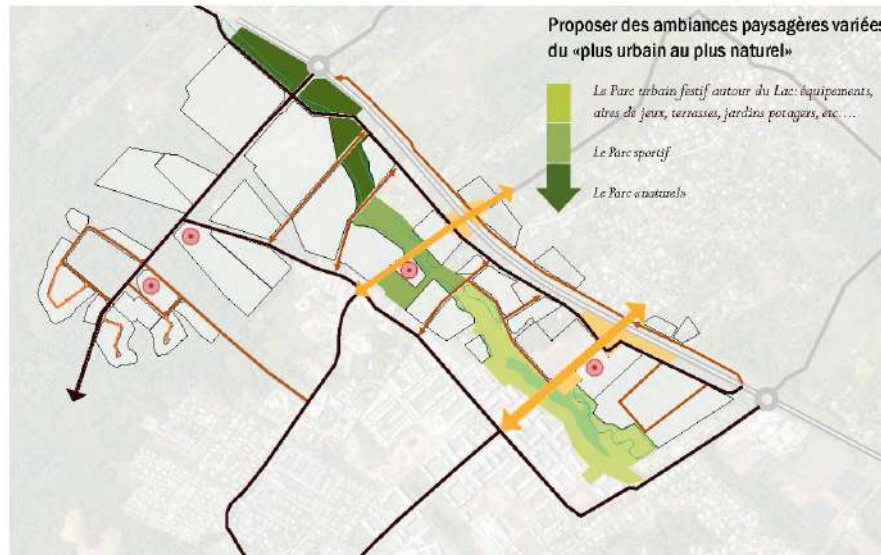 Proposer des ambiances paysagères variées
du «plus urbain au plus naturel»
Le Parc urbain festif autour du Lac: équipements,
aires de jeux, terrasses, jardins potagers, etc....
Le Parc sportif
Le Parc «naturel»